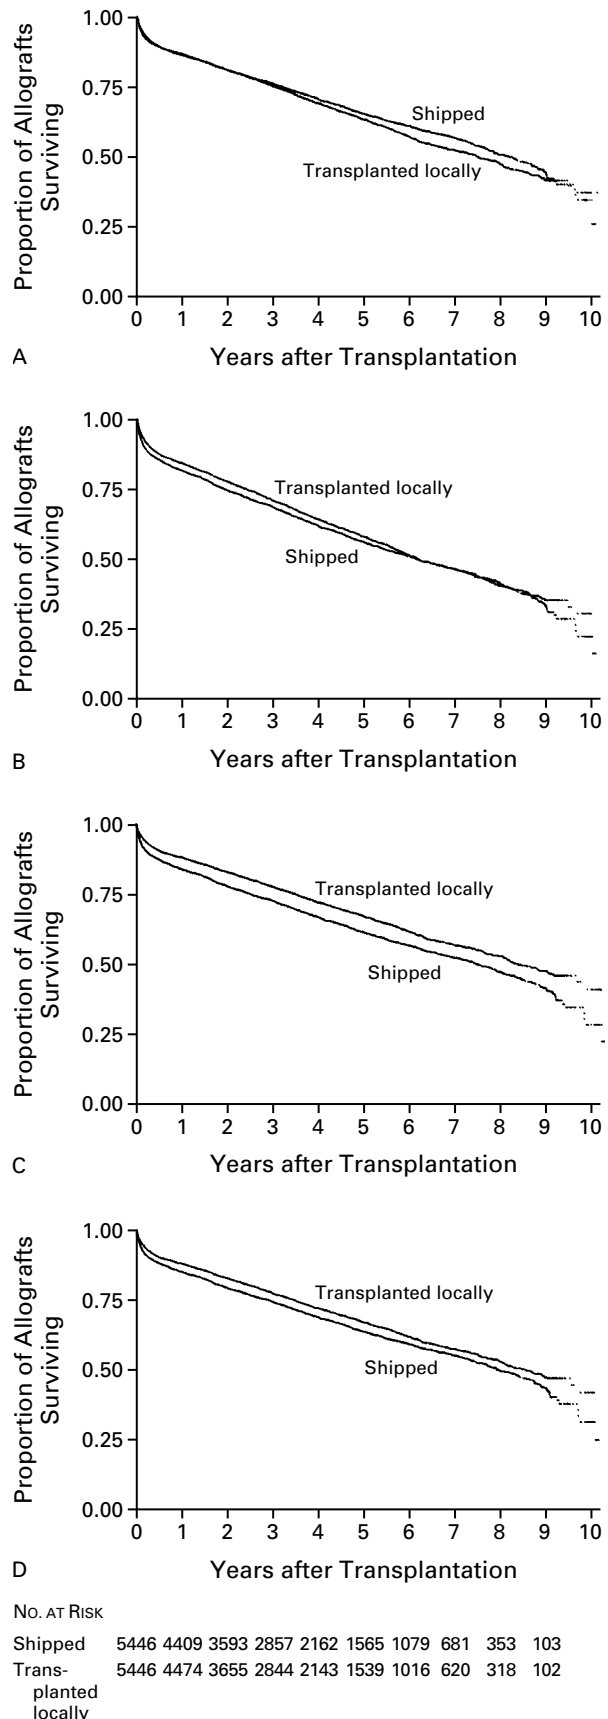 Proportion of Allografts
Surviving
1.00
0.75
0.50
0.25
0.00
Shipped
Transplanted locally
0 1 2 3 4 5 6 7 8 9 10
A
Years after Transplantation
Proportion of Allografts
Surviving
1.00
0.75
0.50
0.25
0.00
Transplanted locally
Shipped
0 1 2 3 4 5 6 7 8 9 10
B
Years after Transplantation
Proportion of Allografts
Surviving
1.00
0.75
0.50
0.25
0.00
Transplanted locally
Shipped
0 1 2 3 4 5 6 7 8 9 10
C
Years after Transplantation
Proportion of Allografts
Surviving
1.00
0.75
0.50
0.25
0.00
Transplanted locally
Shipped
0 1 2 3 4 5 6 7 8 9 10
D
Years after Transplantation
NO. AT RISK
Shipped 5446 4409 3593 2857 2162 1565 1079 681 353 103
Trans- 5446 4474 3655 2844 2143 1539 1016 620 318 102
planted
locally